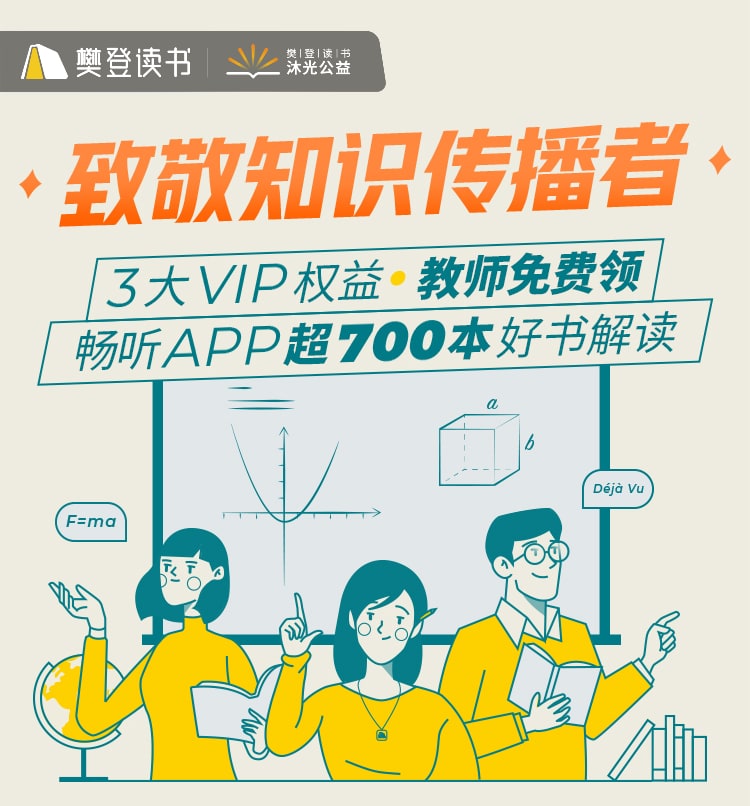 樊登读书
樊登读书
沐光公益
致敬知识传播者
3大VIP权益·教师免费领
畅听APP超700本好书解读
a
b
F=ma
Déjà Vu